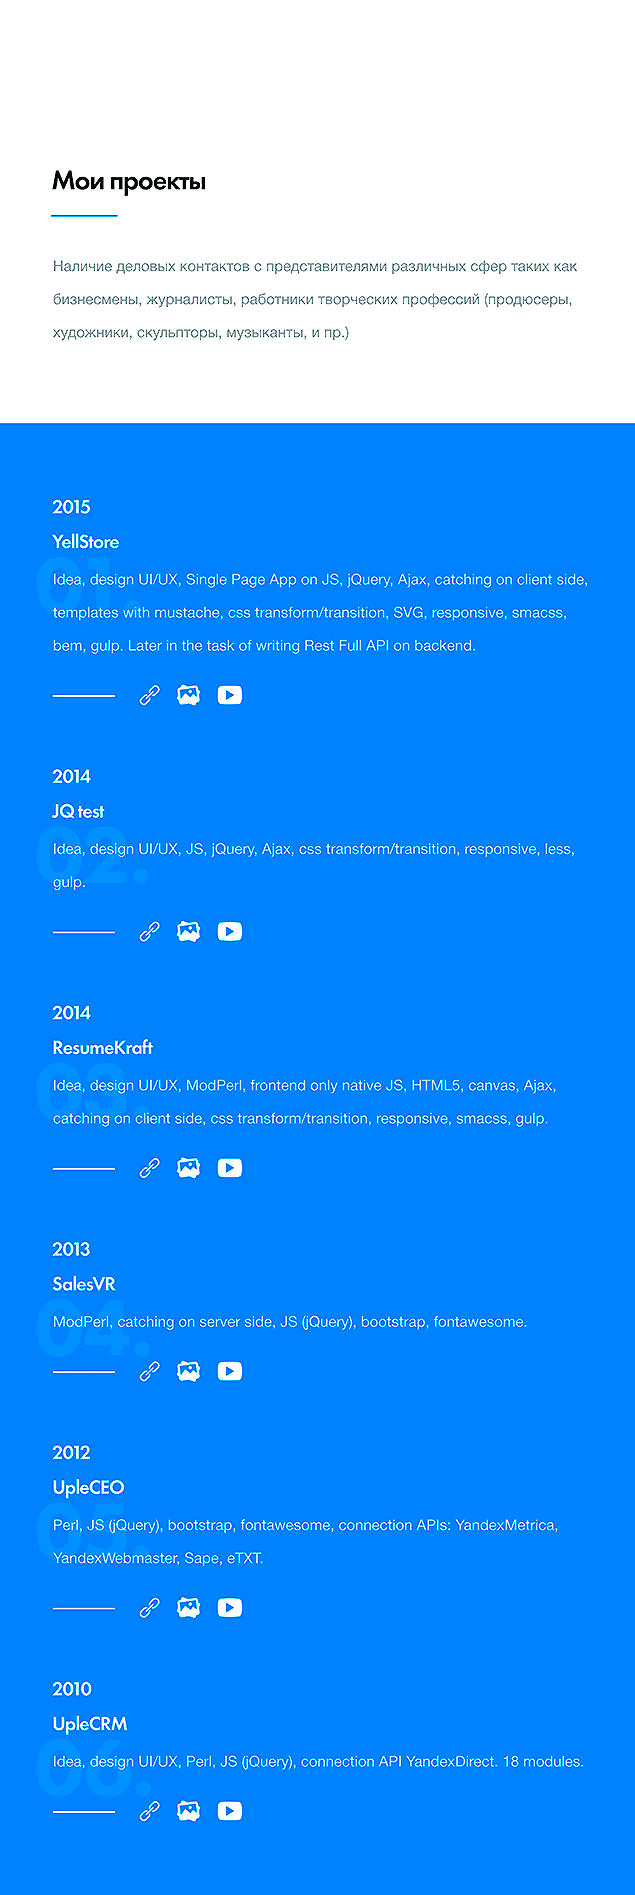 Мои проекты
Наличие деловых контактов с представителями различных сфер таких как
бизнесмены, журналисты, работники творческих профессий (продюсеры,
художники, скульпторы, музыканты, и пр.)
2015
YellStore
01.
Idea, design UI/UX, Single Page App on JS, jQuery, Ajax, catching on client side,
templates with mustache, css transform/transition, SVG, responsive, smacss,
bem, gulp. Later in the task of writing Rest Full API on backend.
2014
JQ test
02.
Idea, design UI/UX, JS, jQuery, Ajax, css transform/transition, responsive, less,
gulp.
2014
ResumeKraft
03.
Idea, design UI/UX, ModPerl, frontend only native JS, HTML5, canvas, Ajax,
catching on client side, css transform/transition, responsive, smacss, gulp.
2013
SalesVR
04.
ModPerl, catching on server side, JS (jQuery), bootstrap, fontawesome.
2012
UpleCEO
05.
Perl, JS (jQuery), bootstrap, fontawesome, connection APIs: YandexMetrica,
YandexWebmaster, Sape, eTXT.
2010
UpleCRM
06.
Idea, design UI/UX, Perl, JS (jQuery), connection API YandexDirect. 18 modules.